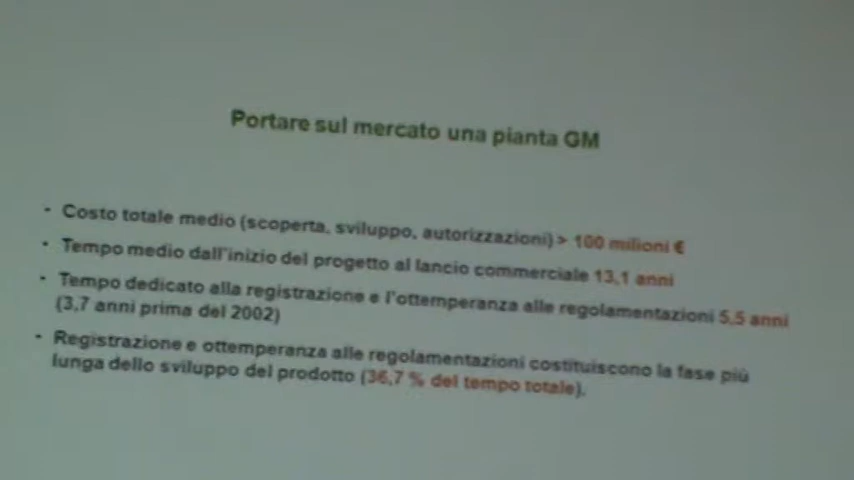 Portare sul mercato una pianta GM
• Costo totale medio (scoperta, sviluppo, autorizzazioni) > 100 milioni €
• Tempo medio dall'inizio del progetto al lancio commerciale 13,1 anni
• Tempo dedicato alla registrazione e l'ottemperanza alle regolamentazioni 5,5 anni
(3,7 anni prima del 2002)
• Registrazione e ottemperanza alle regolamentazioni costituiscono la fase più
lunga dello sviluppo del prodotto (36,7 % del tempo totale).